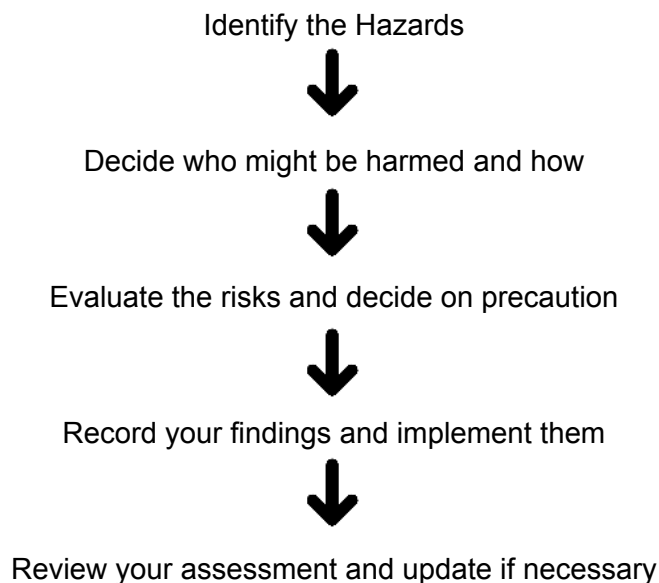 Identify the Hazards
Decide who might be harmed and how
Evaluate the risks and decide on precaution
Record your findings and implement them
Review your assessment and update if necessary